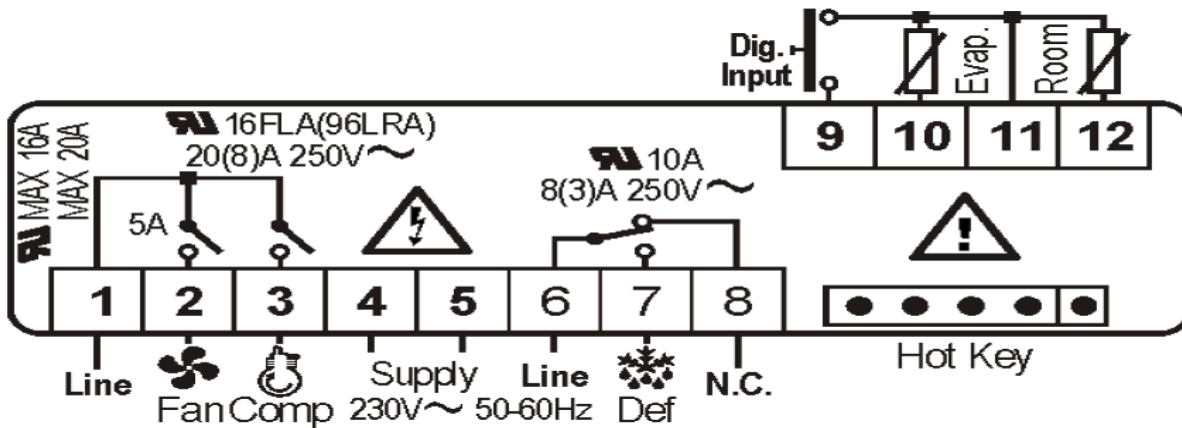 Dig.
Input
Evap.
Room
9 10 11 12
MAX 16A
MAX 20A
16FLA(96LRA)
20(8)A 250V～
5A
10A
8(3)A 250V～
!
1 2 3 4 5 6 7 8
Line
Fan
Comp
Supply
230V～ 50-60Hz
Line
Def
N.C.
Hot Key